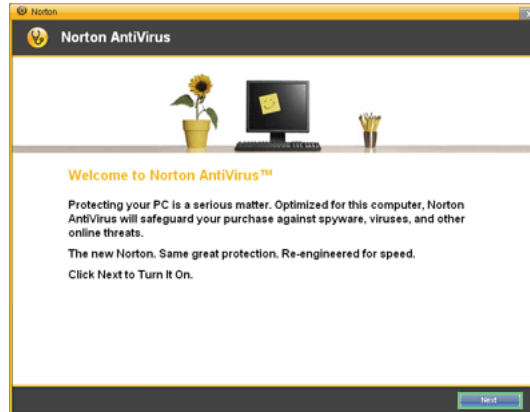 Norton
Norton AntiVirus
Welcome to Norton AntiVirus™
Protecting your PC is a serious matter. Optimized for this computer, Norton
AntiVirus will safeguard your purchase against spyware, viruses, and other
online threats.
The new Norton. Same great protection. Re-engineered for speed.
Click Next to Turn It On.
Next